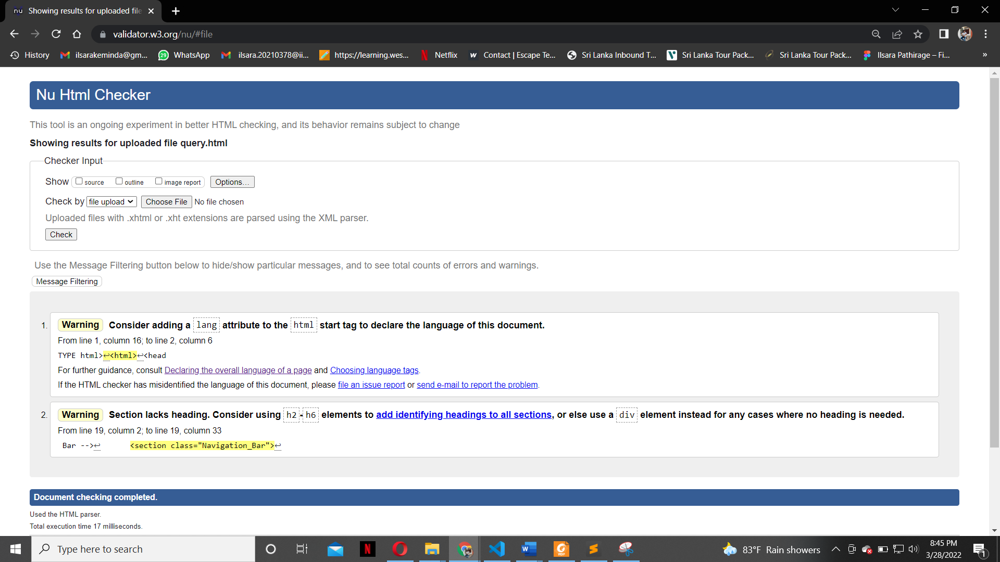 nu Showing results for uploaded file
validator.w3.org/nu/#file
History ilsarakeminda@gm... 29 WhatsApp ilsara.20210378@ii... https://learning.wes... Netflix w Contact | Escape Te... Sri Lanka Inbound T... Sri Lanka Tour Pack... Sri Lanka Tour Pack... Ilsara Pathirage – Fi... »
Nu Html Checker
This tool is an ongoing experiment in better HTML checking, and its behavior remains subject to change
Showing results for uploaded file query.html
Checker Input
Show source outline image report Options...
Check by file upload Choose File No file chosen
Uploaded files with .xhtml or .xht extensions are parsed using the XML parser.
Check
Use the Message Filtering button below to hide/show particular messages, and to see total counts of errors and warnings.
Message Filtering
1. Warning Consider adding a lang attribute to the html start tag to declare the language of this document.
From line 1, column 16; to line 2, column 6
TYPE html>↩<html>↩<head
For further guidance, consult Declaring the overall language of a page and Choosing language tags.
If the HTML checker has misidentified the language of this document, please file an issue report or send e-mail to report the problem.
2. Warning Section lacks heading. Consider using h2-h6 elements to add identifying headings to all sections, or else use a div element instead for any cases where no heading is needed.
From line 19, column 2; to line 19, column 33
Bar -->↩ <section class="Navigation_Bar">↩
Document checking completed.
Used the HTML parser.
Total execution time 17 milliseconds.
Type here to search
83°F Rain showers
8:45 PM
3/28/2022
1